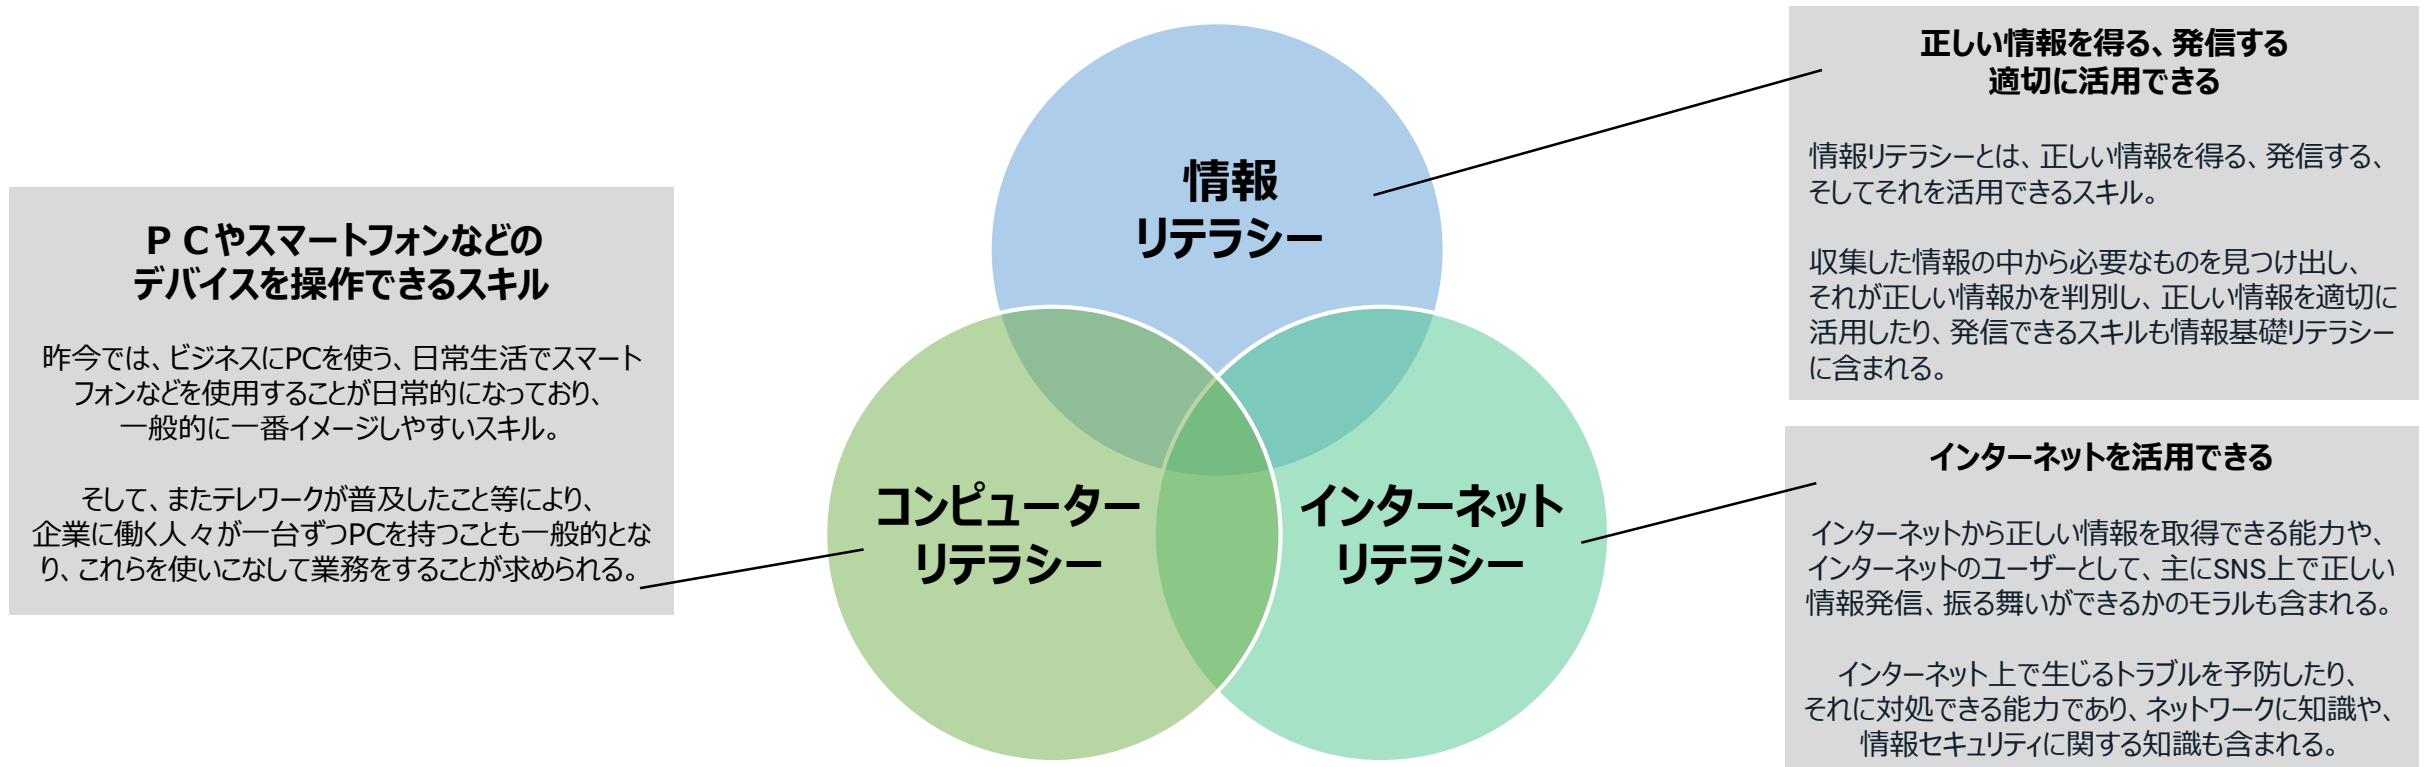 情報
リテラシー
コンピューター
リテラシー
インターネット
リテラシー
ＰＣやスマートフォンなどの
デバイスを操作できるスキル
昨今では、ビジネスにPCを使う、日常生活でスマート
フォンなどを使用することが日常的になっており、
一般的に一番イメージしやすいスキル。
そして、またテレワークが普及したこと等により、
企業に働く人々が一台ずつPCを持つことも一般的とな
り、これらを使いこなして業務をすることが求められる。
正しい情報を得る、発信する
適切に活用できる
情報リテラシーとは、正しい情報を得る、発信する、
そしてそれを活用できるスキル。
収集した情報の中から必要なものを見つけ出し、
それが正しい情報かを判別し、正しい情報を適切に
活用したり、発信できるスキルも情報基礎リテラシー
に含まれる。
インターネットを活用できる
インターネットから正しい情報を取得できる能力や、
インターネットのユーザーとして、主にSNS上で正しい
情報発信、振る舞いができるかのモラルも含まれる。
インターネット上で生じるトラブルを予防したり、
それに対処できる能力であり、ネットワークに知識や、
情報セキュリティに関する知識も含まれる。